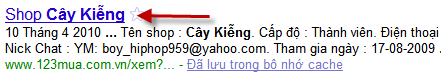 Shop Cây Kiễng
10 Tháng 4 2010 ... Tên shop : Cây Kiễng. Cấp độ : Thành viên. Điện thoại
Nick Chat : YM: boy_hiphop959@yahoo.com. Tham gia ngày : 17-08-2009 .
www.123mua.com.vn/xem?... - Đã lưu trong bộ nhớ cache